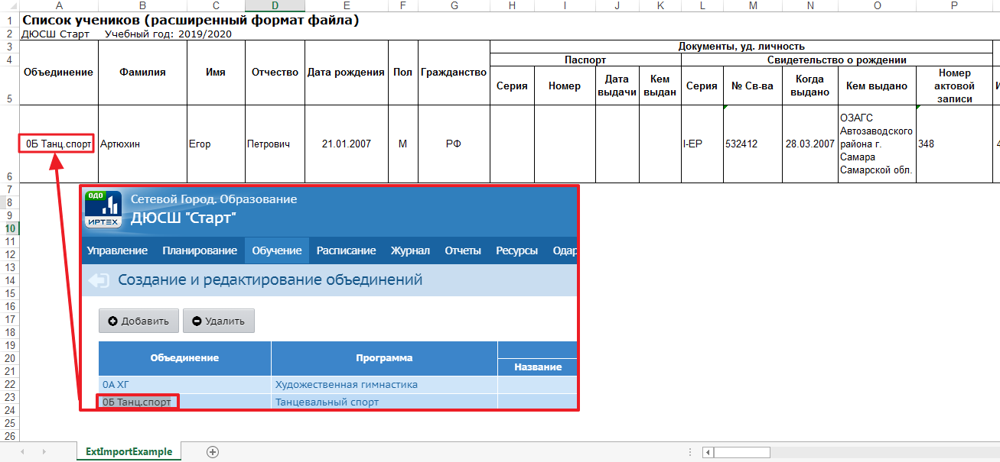 A B C D E F G H I J K L M N O P
1 Список учеников (расширенный формат файла)
2 ДЮСШ Старт Учебный год: 2019/2020
3 Документы, уд. личность
4 Паспорт Свидетельство о рождении
5 Объединение Фамилия Имя Отчество Дата рождения Пол Гражданство Серия Номер Дата выдачи Кем выдан Серия № Св-ва Когда выдано Кем выдано Номер актовой записи
6 0Б Танц.спорт Артюхин Егор Петрович 21.01.2007 М РФ I-ЕР 532412 28.03.2007 ОЗАГС Автозаводского района г. Самара Самарской обл. 348
7
8
9
10
11
12
13
14
15
16
17
18
19
20
21
22
23
24
25
26
ОДО
ИРТЕХ
Сетевой Город. Образование
ДЮСШ "Старт"
Управление Планирование Обучение Расписание Журнал Отчеты Ресурсы
Создание и редактирование объединений
Добавить Удалить
Объединение Программа Название
0А ХГ Художественная гимнастика
0Б Танц.спорт Танцевальный спорт
ExtImportExample